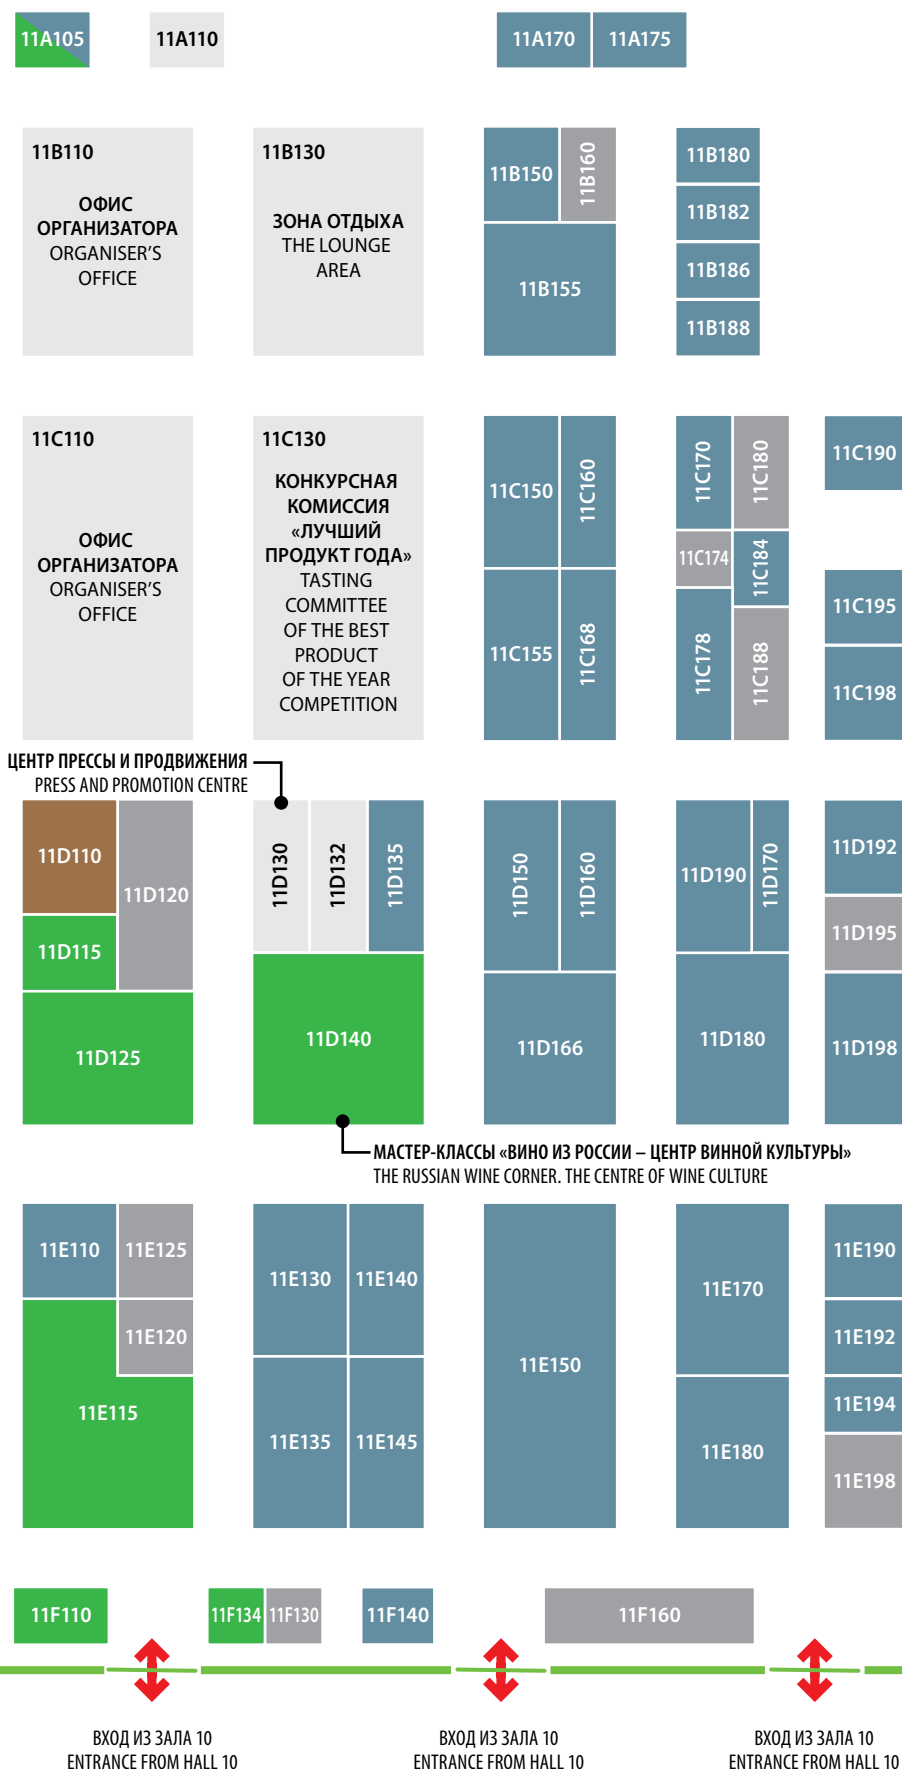 11A105
11A110
11A170
11A175
11B110
ОФИС
ОРГАНИЗАТОРА
ORGANISER'S
OFFICE
11B130
ЗОНА ОТДЫХА
THE LOUNGE
AREA
11B150
11B160
11B155
11B180
11B182
11B186
11B188
11C110
ОФИС
ОРГАНИЗАТОРА
ORGANISER'S
OFFICE
11C130
КОНКУРСНАЯ
КОМИССИЯ
«ЛУЧШИЙ
ПРОДУКТ ГОДА»
TASTING
COMMITTEE
OF THE BEST
PRODUCT
OF THE YEAR
COMPETITION
11C150
11C160
11C155
11C168
11C170
11C180
11C174
11C184
11C178
11C188
11C190
11C195
11C198
ЦЕНТР ПРЕССЫ И ПРОДВИЖЕНИЯ
PRESS AND PROMOTION CENTRE
11D110
11D120
11D115
11D125
11D130
11D132
11D135
11D140
11D150
11D160
11D166
11D190
11D170
11D180
11D192
11D195
11D198
МАСТЕР-КЛАССЫ «ВИНО ИЗ РОССИИ – ЦЕНТР ВИННОЙ КУЛЬТУРЫ»
THE RUSSIAN WINE CORNER. THE CENTRE OF WINE CULTURE
11E110
11E125
11E120
11E115
11E130
11E140
11E135
11E145
11E150
11E170
11E180
11E190
11E192
11E194
11E198
11F110
11F134
11F130
11F140
11F160
ВХОД ИЗ ЗАЛА 10
ENTRANCE FROM HALL 10
ВХОД ИЗ ЗАЛА 10
ENTRANCE FROM HALL 10
ВХОД ИЗ ЗАЛА 10
ENTRANCE FROM HALL 10